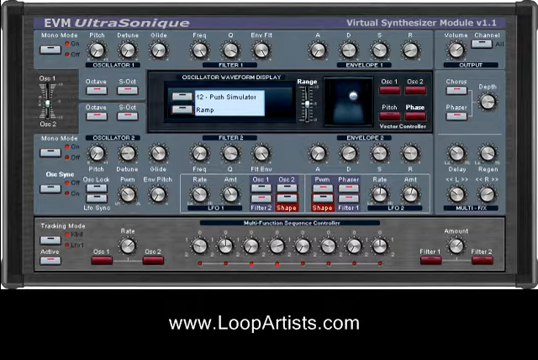 EVM UltraSonique Virtual Synthesizer Module v1.1
Mono Mode On Off Pitch Detune Glide Freq Q Env Flt A D S R Volume Channel All
OSCILLATOR 1 FILTER 1 ENVELOPE 1 OUTPUT
Osc 1 Octave S-Oct
OSCILLATOR WAVEFORM DISPLAY
12 - Push Simulator
Ramp
Range
Osc 1 Osc 2
Pitch Phase
Vector Controller
Chorus
Phazer
Depth
Octave S-Oct
Osc 2
Mono Mode On Off
OSCILLATOR 2 FILTER 2 ENVELOPE 2
Pitch Detune Glide Freq Q Flt Env A D S R Delay Regen
Osc Sync On Off
Osc Lock Pwm Env Pitch
Lfo Sync
Rate Amt Osc 1 Osc 2
LFO 1 Filter 2 Shape
Pwm Phazer Rate Amt
Shape Filter 1 LFO 2
<< L >> << R >>
MULTI - F/X
Multi-Function Sequence Controller
Tracking Mode
Lfo 1
Active
Rate
Osc 1 Osc 2
Amount
Filter 1 Filter 2
www.LoopArtists.com